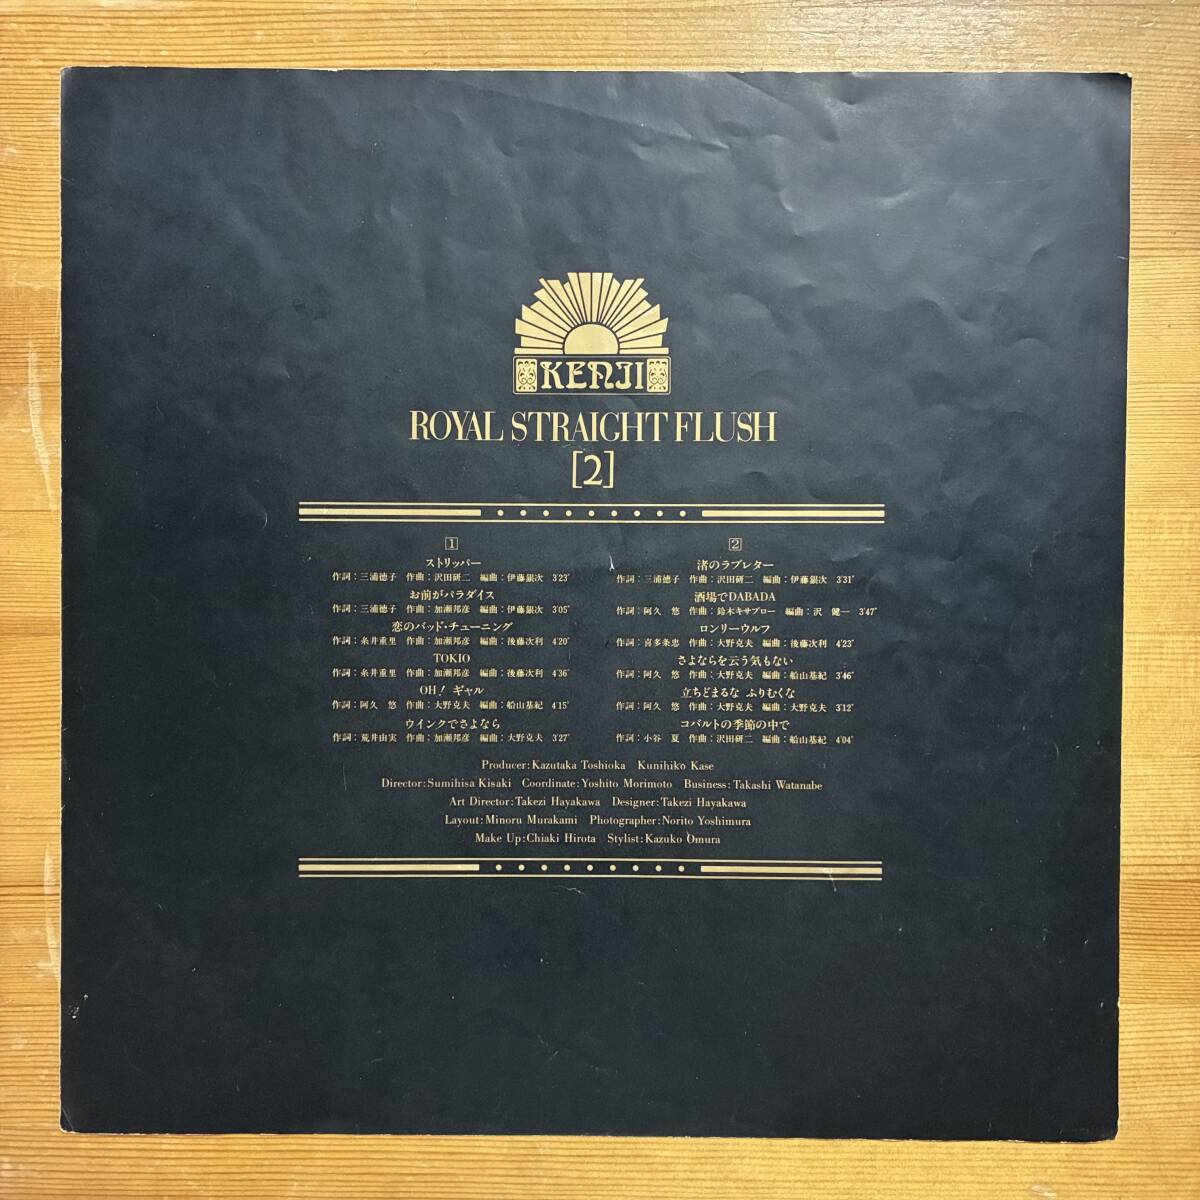 KENJI
ROYAL STRAIGHT FLUSH
[2]
1
ストリッパー
作詞：三浦徳子 作曲：沢田研二 編曲：伊藤銀次 3'23"
お前がパラダイス
作詞：三浦徳子 作曲：加瀬邦彦 編曲：伊藤銀次 3'05"
恋のバッド・チューニング
作詞：糸井重里 作曲：加瀬邦彦 編曲：後藤次利 4'20"
TOKIO
作詞：糸井重里 作曲：加瀬邦彦 編曲：後藤次利 4'36"
OH！ギャル
作詞：阿久 悠 作曲：大野克夫 編曲：船山基紀 4'15"
ウインクでさよなら
作詞：荒井由実 作曲：加瀬邦彦 編曲：大野克夫 3'27"
2
渚のラブレター
作詞：三浦徳子 作曲：沢田研二 編曲：伊藤銀次 3'31"
酒場でDABADA
作詞：阿久 悠 作曲：鈴木キサブロー 編曲：沢 健一 3'47"
ロンリーウルフ
作詞：喜多条忠 作曲：大野克夫 編曲：後藤次利 4'23"
さよならを云う気もない
作詞：阿久 悠 作曲：大野克夫 編曲：船山基紀 3'46"
立ちどまるな ふりむくな
作詞：阿久 悠 作曲：大野克夫 編曲：大野克夫 3'12"
コバルトの季節の中で
作詞：小谷 夏 作曲：沢田研二 編曲：船山基紀 4'04"
Producer:Kazutaka Toshioka Kunihiko Kase
Director:Sumihisa Kisaki Coordinate:Yoshito Morimoto Business:Takashi Watanabe
Art Director:Takezi Hayakawa Designer:Takezi Hayakawa
Layout:Minoru Murakami Photographer:Norito Yoshimura
Make Up:Chiaki Hirota Stylist:Kazuko Omura